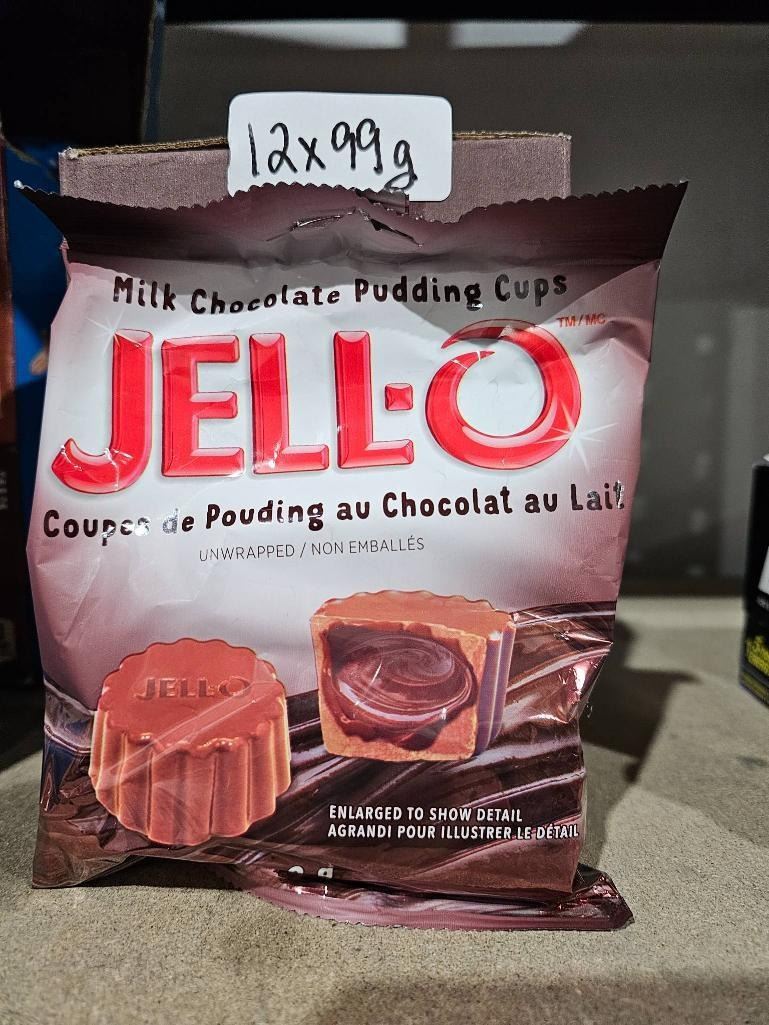 12x99g
Milk Chocolate Pudding Cups
JELL-O
TM/MC
Coupes de Pouding au Chocolat au Lait
UNWRAPPED / NON EMBALLÉS
JELL-O
ENLARGED TO SHOW DETAIL
AGRANDI POUR ILLUSTRER LE DÉTAIL
g